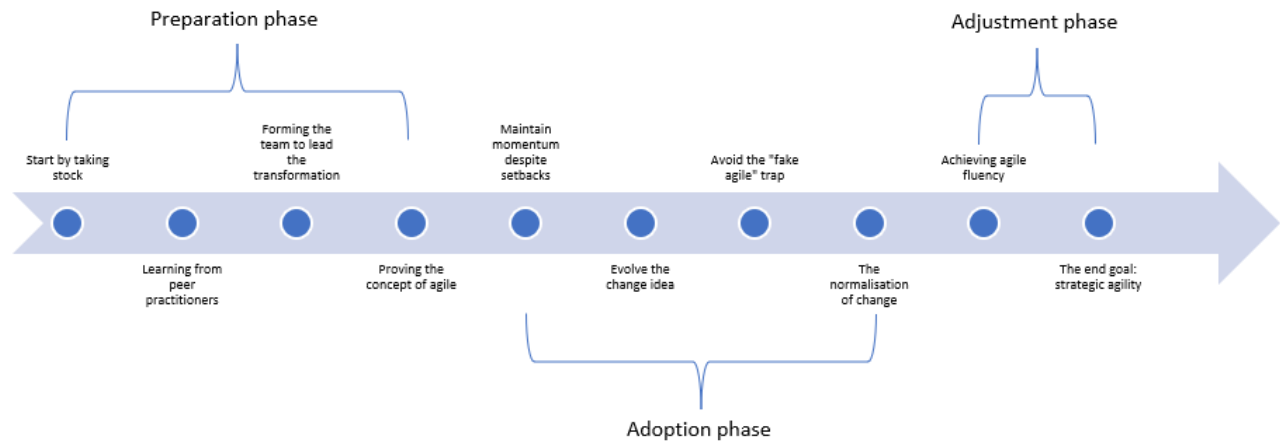 Preparation phase
Adjustment phase
Start by taking
stock
Forming the
team to lead
the
transformation
Maintain
momentum
despite
setbacks
Avoid the "fake
agile" trap
Achieving agile
fluency
Learning from
peer
practitioners
Proving the
concept of agile
Evolve the
change idea
The
normalisation
of change
The end goal:
strategic agility
Adoption phase